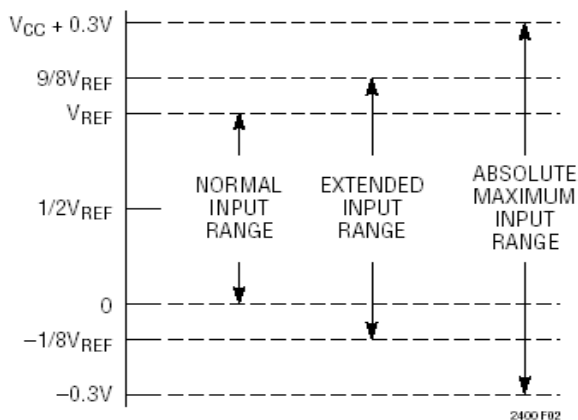 V_CC + 0.3V
9/8V_REF
V_REF
1/2V_REF
0
–1/8V_REF
–0.3V
NORMAL
INPUT
RANGE
EXTENDED
INPUT
RANGE
ABSOLUTE
MAXIMUM
INPUT
RANGE
2400 F02